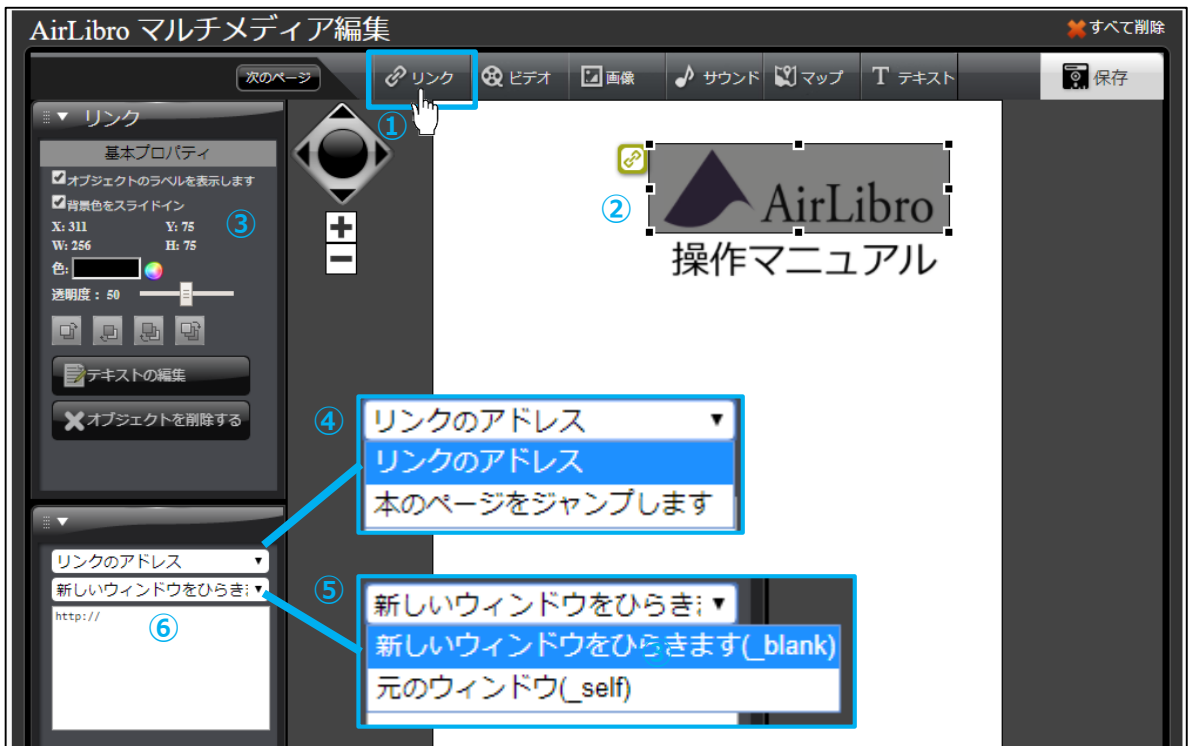 AirLibro マルチメディア編集
すべて削除
次のページ
リンク
ビデオ
画像
サウンド
マップ
T テキスト
保存
①
リンク
基本プロパティ
オブジェクトのラベルを表示します
背景色をスライドイン
③
X: 311 Y: 75
W: 256 H: 75
色:
透明度: 50
テキストの編集
オブジェクトを削除する
②
AirLibro
操作マニュアル
④
リンクのアドレス
リンクのアドレス
本のページをジャンプします
リンクのアドレス
新しいウィンドウをひらきま
http://
⑥
⑤
新しいウィンドウをひらきま
新しいウィンドウをひらきます(_blank)
元のウィンドウ(_self)